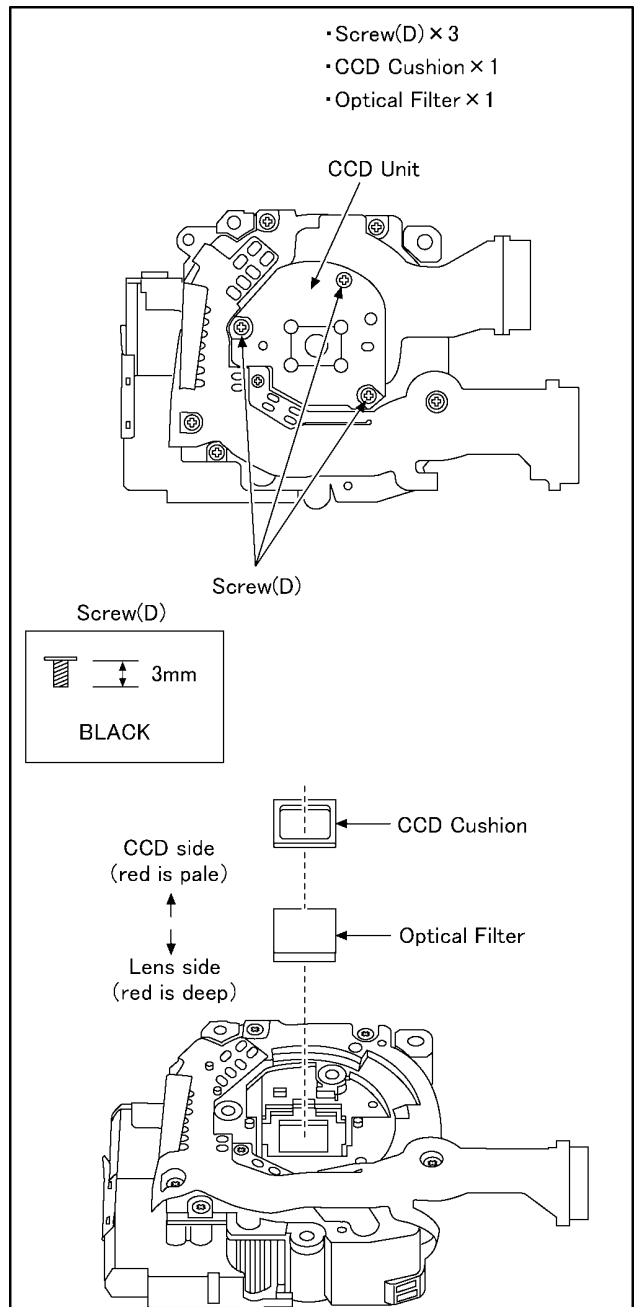 ・Screw(D)×3
・CCD Cushion×1
・Optical Filter×1
CCD Unit
Screw(D)
Screw(D)
3mm
BLACK
CCD Cushion
CCD side
(red is pale)
Optical Filter
Lens side
(red is deep)